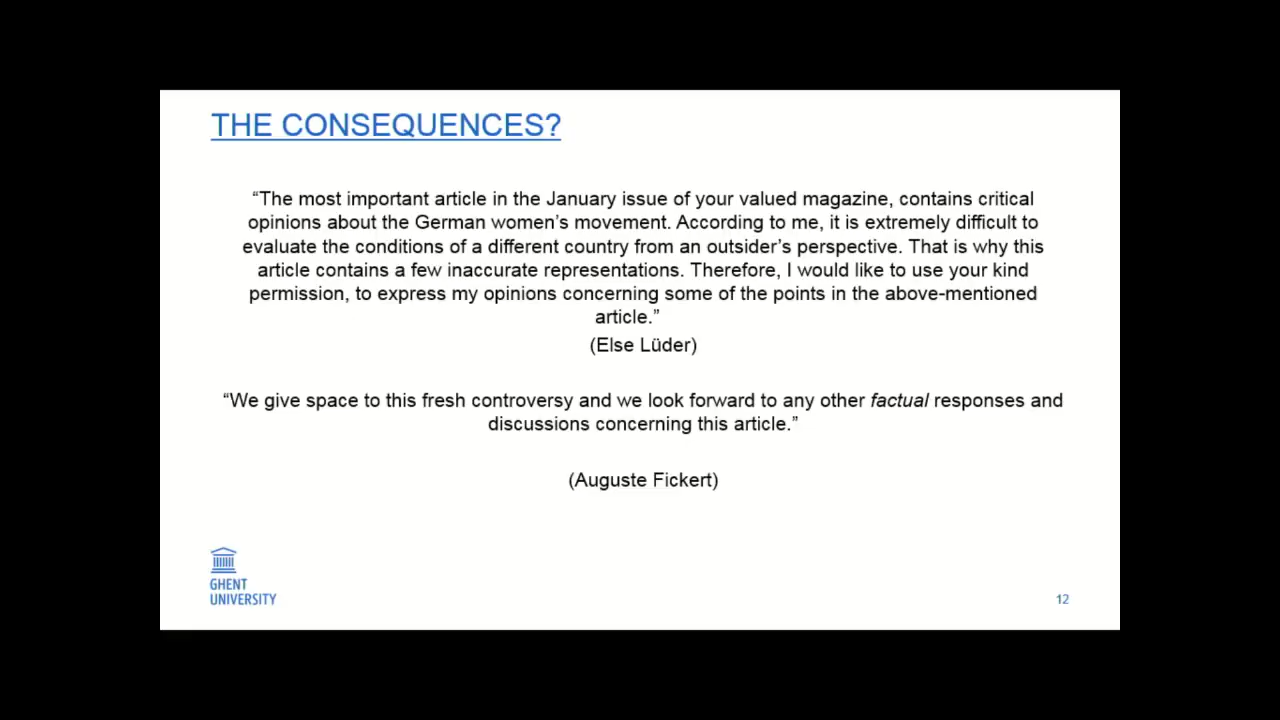 THE CONSEQUENCES?
“The most important article in the January issue of your valued magazine, contains critical
opinions about the German women’s movement. According to me, it is extremely difficult to
evaluate the conditions of a different country from an outsider’s perspective. That is why this
article contains a few inaccurate representations. Therefore, I would like to use your kind
permission, to express my opinions concerning some of the points in the above-mentioned
article.”
(Else Lüder)
“We give space to this fresh controversy and we look forward to any other factual responses and
discussions concerning this article.”
(Auguste Fickert)
GHENT
UNIVERSITY
12